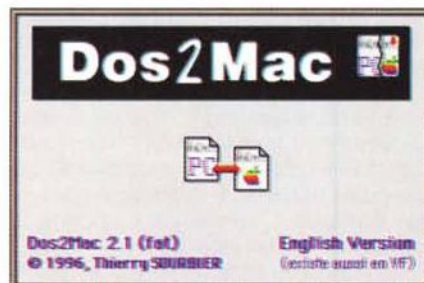 Dos2Mac
PC
Dos2Mac 2.1 (fat)
© 1996, Thierry SOURBIER
English Version
(existe aussi en VF)